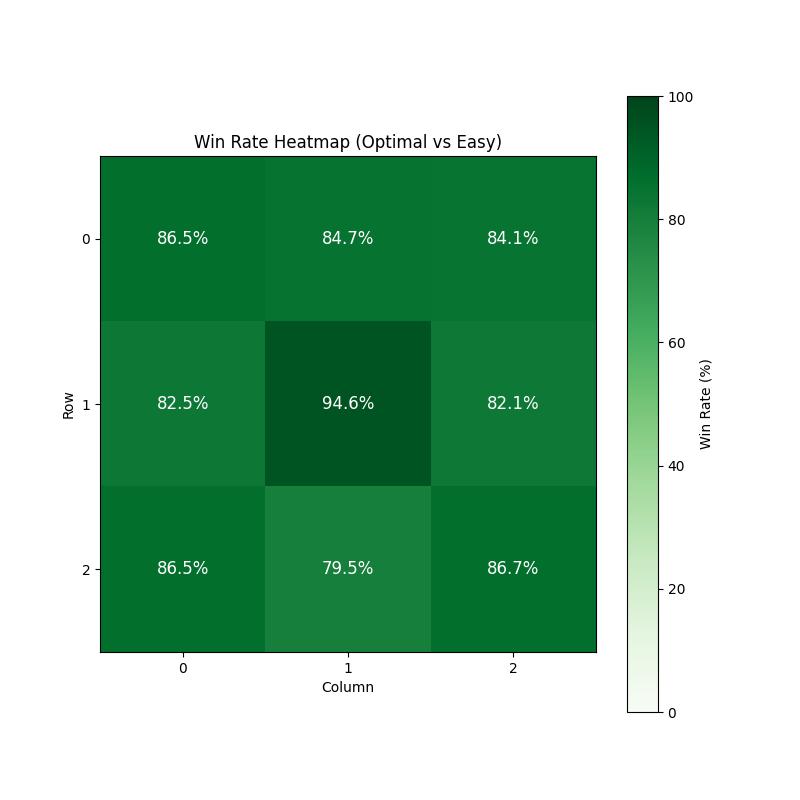 Win Rate Heatmap (Optimal vs Easy)
100
80
60
40
20
0
Win Rate (%)
Row
0
86.5% 84.7% 84.1%
1
82.5% 94.6% 82.1%
2
86.5% 79.5% 86.7%
0 1 2
Column